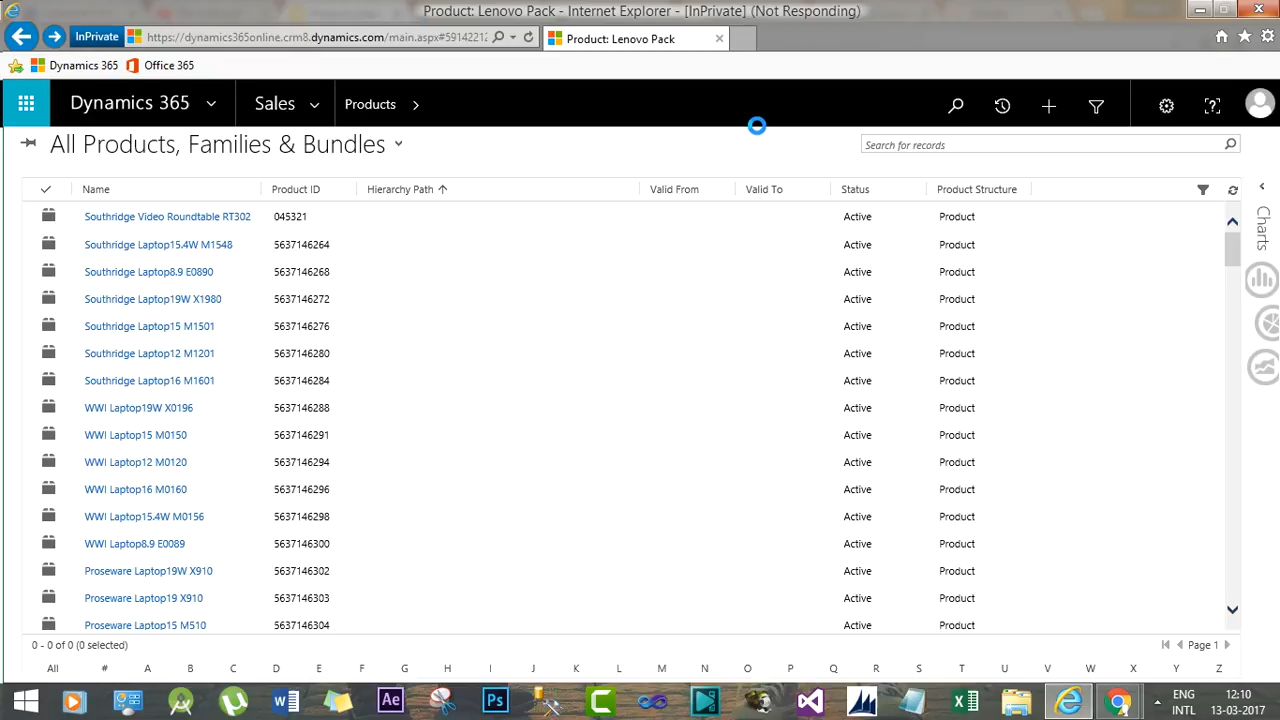 Product: Lenovo Pack - Internet Explorer - [InPrivate] (Not Responding)
InPrivate https://dynamics365online.crm8.dynamics.com/main.aspx#5914221 Product: Lenovo Pack
Dynamics 365 Office 365
Dynamics 365 Sales Products
All Products, Families & Bundles Search for records
Name Product ID Hierarchy Path Valid From Valid To Status Product Structure
Southridge Video Roundtable RT302 045321 Active Product
Southridge Laptop15.4W M1548 5637146264 Active Product
Southridge Laptop8.9 E0890 5637146268 Active Product
Southridge Laptop19W X1980 5637146272 Active Product
Southridge Laptop15 M1501 5637146276 Active Product
Southridge Laptop12 M1201 5637146280 Active Product
Southridge Laptop16 M1601 5637146284 Active Product
WWI Laptop19W X0196 5637146288 Active Product
WWI Laptop15 M0150 5637146291 Active Product
WWI Laptop12 M0120 5637146294 Active Product
WWI Laptop16 M0160 5637146296 Active Product
WWI Laptop15.4W M0156 5637146298 Active Product
WWI Laptop8.9 E0089 5637146300 Active Product
Proseware Laptop19W X910 5637146302 Active Product
Proseware Laptop19 X910 5637146303 Active Product
Proseware Laptop15 M510 5637146304 Active Product
Charts
0 - 0 of 0 (0 selected) Page 1
All # A B C D E F G H I J K L M N O P Q R S T U V W X Y Z
Ae Ps ENG 12:10
INTL 13-03-2017